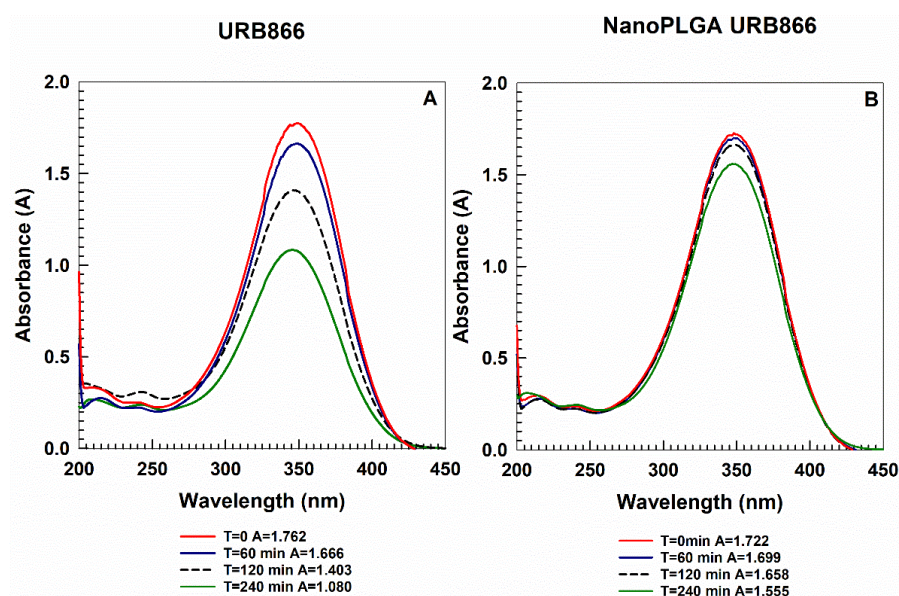 URB866
NanoPLGA URB866
A
2.0
1.5
1.0
0.5
0.0
Absorbance (A)
200 250 300 350 400 450
Wavelength (nm)
T=0 A=1.762
T=60 min A=1.666
T=120 min A=1.403
T=240 min A=1.080
B
2.0
1.5
1.0
0.5
0.0
Absorbance (A)
200 250 300 350 400 450
Wavelength (nm)
T=0min A=1.722
T=60 min A=1.699
T=120 min A=1.658
T=240 min A=1.555